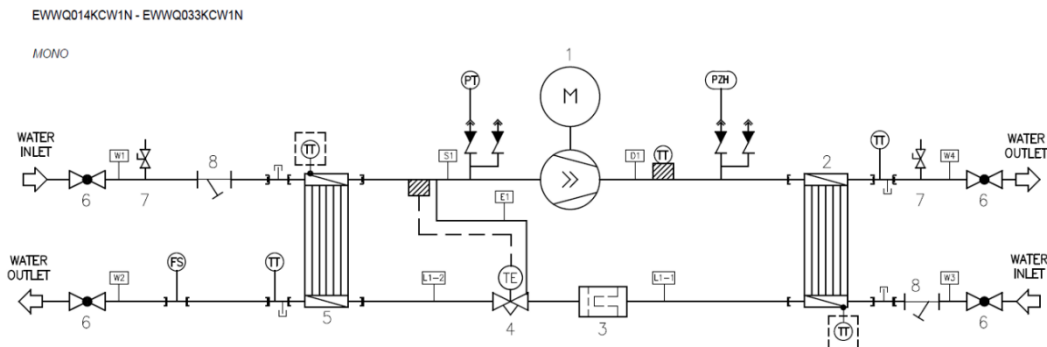 EWWQ014KCW1N - EWWQ033KCW1N
MONO
1
PT
M
PZH
WATER
INLET
W1
8
TT
S1
D1
TT
2
TT
W4
WATER
OUTLET
6
7
E1
7
6
WATER
OUTLET
W2
FS
TT
L1-2
TE
L1-1
8
W3
WATER
INLET
6
5
4
3
TT
6